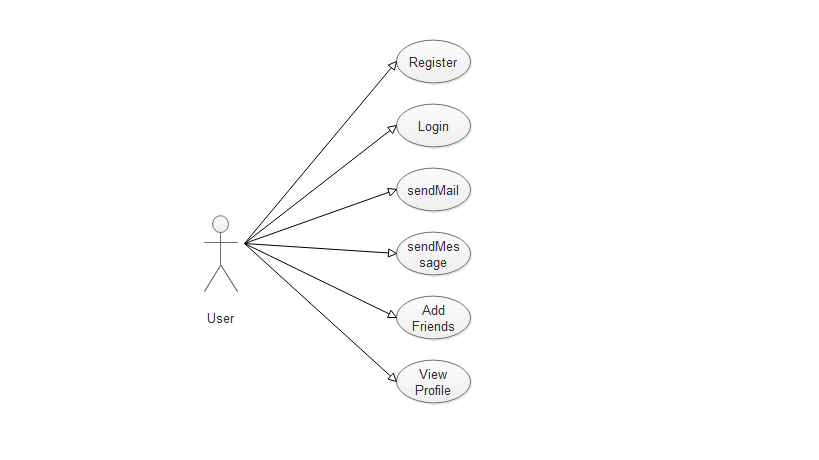 Register
Login
sendMail
sendMes
sage
Add
Friends
View
Profile
User